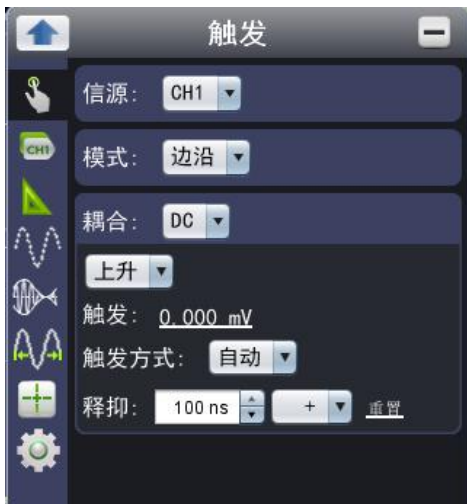 触发
信源: CH1
CH1
模式: 边沿
耦合: DC
上升
触发: 0.000 mV
触发方式: 自动
释抑: 100 ns + 重置